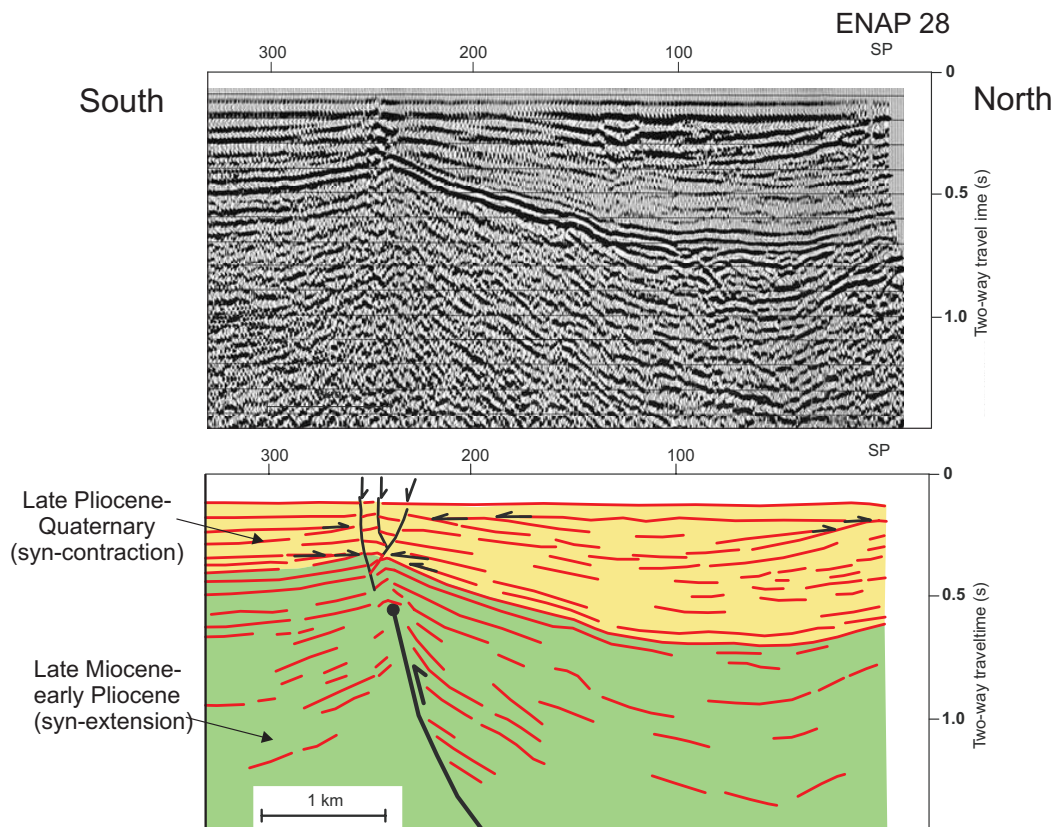 ENAP 28
300 200 100 SP
South
North
0
0.5
1.0
Two-way travel ime (s)
300 200 100 SP
0
0.5
1.0
Two-way traveltime (s)
Late Pliocene-
Quaternary
(syn-contraction)
Late Miocene-
early Pliocene
(syn-extension)
1 km